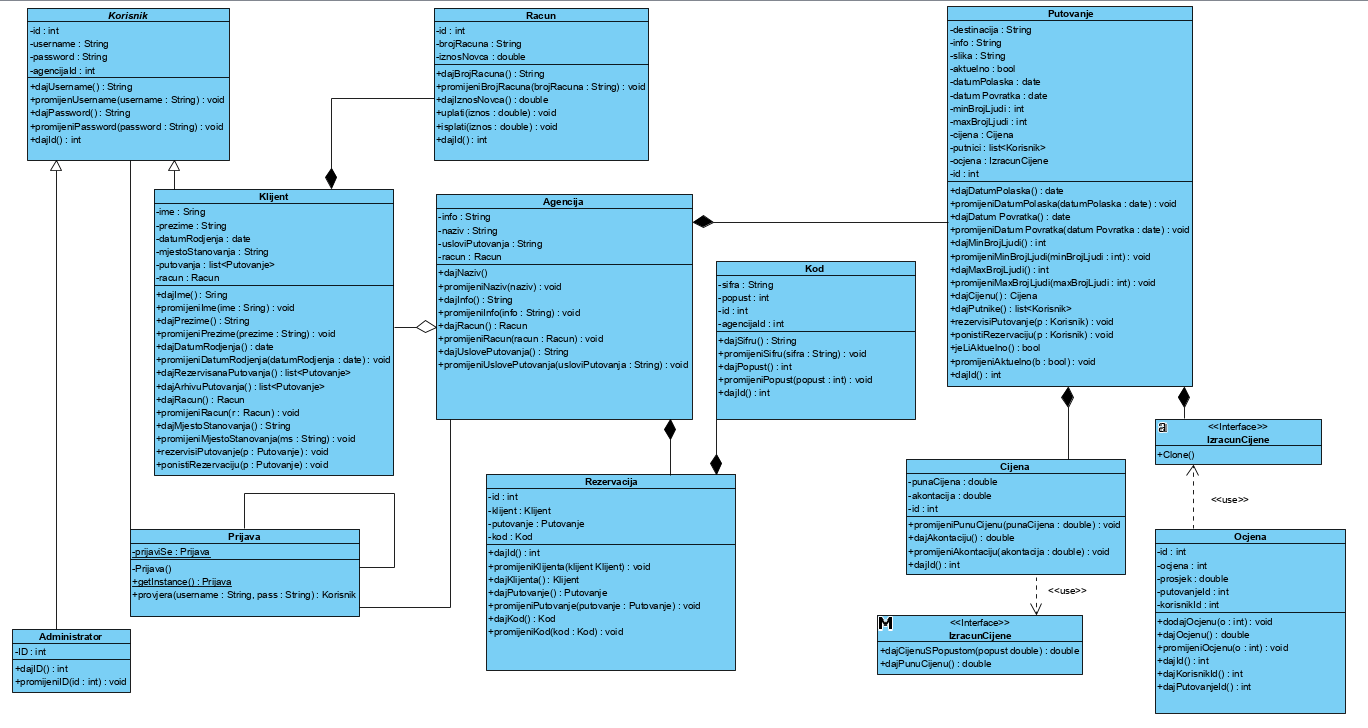 Korisnik
-id : int
-username : String
-password : String
-agencijaId : int
+dajUsername() : String
+promijenUsername(username : String) : void
+dajPassword() : String
+promijeniPassword(password : String) : void
+dajId() : int
Racun
-id : int
-brojRacuna : String
-iznosNovca : double
+dajBrojRacuna() : String
+promijeniBrojRacuna(brojRacuna : String) : void
+dajIznosNovca() : double
+uplati(iznos : double) : void
+isplati(iznos : double) : void
+dajId() : int
Putovanje
-destinacija : String
-info : String
-slika : String
-aktuelno : bool
-datumPolaska : date
-datum Povratka : date
-minBrojLjudi : int
-maxBrojLjudi : int
-cijena : Cijena
-putnici : list<Korisnik>
-ocjena : IzracunCijene
-id : int
+dajDatumPolaska() : date
+promijeniDatumPolaska(datumPolaska : date) : void
+dajDatum Povratka() : date
+promijeniDatum Povratka(datum Povratka : date) : void
+dajMinBrojLjudi() : int
+promijeniMinBrojLjudi(minBrojLjudi : int) : void
+dajMaxBrojLjudi() : int
+promijeniMaxBrojLjudi(maxBrojLjudi : int) : void
+dajCijenu() : Cijena
+dajPutnike() : list<Korisnik>
+rezervisiPutovanje(p : Korisnik) : void
+ponistiRezervaciju(p : Korisnik) : void
+jeLiAktuelno() : bool
+promijeniAktuelno(b : bool) : void
+dajId() : int
Klijent
-ime : Sring
-prezime : String
-datumRodjenja : date
-mjestoStanovanja : String
-putovanja : list<Putovanje>
-racun : Racun
+dajIme() : Sring
+promijeniIme(ime : Sring) : void
+dajPrezime() : String
+promijeniPrezime(prezime : String) : void
+dajDatumRodjenja() : date
+promijeniDatumRodjenja(datumRodjenja : date) : void
+dajRezervisanaPutovanja() : list<Putovanje>
+dajArhivuPutovanja() : list<Putovanje>
+dajRacun() : Racun
+promijeniRacun(r : Racun) : void
+dajMjestoStanovanja() : String
+promijeniMjestoStanovanja(ms : String) : void
+rezervisiPutovanje(p : Putovanje) : void
+ponistiRezervaciju(p : Putovanje) : void
Agencija
-info : String
-naziv : String
-usloviPutovanja : String
-racun : Racun
+dajNaziv()
+promijeniNaziv(naziv) : void
+dajInfo() : String
+promijeniInfo(info : String) : void
+dajRacun() : Racun
+promijeniRacun(racun : Racun) : void
+dajUslovePutovanja() : String
+promijeniUslovePutovanja(usloviPutovanja : String) : void
Kod
-sifra : String
-popust : int
-id : int
-agencijaId : int
+dajSifru() : String
+promijeniSifru(sifra : String) : void
+dajPopust() : int
+promijeniPopust(popust : int) : void
+dajId() : int
Rezervacija
-id : int
-klijent : Klijent
-putovanje : Putovanje
-kod : Kod
+dajId() : int
+promijeniKlijenta(klijent Klijent) : void
+dajKlijenta() : Klijent
+dajPutovanje() : Putovanje
+promijeniPutovanje(putovanje : Putovanje) : void
+dajKod() : Kod
+promijeniKod(kod : Kod) : void
Cijena
-punaCijena : double
-akontacija : double
-id : int
+promijeniPunuCijenu(punaCijena : double) : void
+dajAkontaciju() : double
+promijeniAkontaciju(akontacija : double) : void
+dajId() : int
a
<<Interface>>
IzracunCijene
+Clone()
<<use>>
Prijava
-prijaviSe : Prijava
-Prijava()
+getInstance() : Prijava
+provjera(username : String, pass : String) : Korisnik
Ocjena
-id : int
-ocjena : int
-prosjek : double
-putovanjeId : int
-korisnikId : int
+dodajOcjenu(o : int) : void
+dajOcjenu() : double
+promijeniOcjenu(o : int) : void
+dajId() : int
+dajKorisnikId() : int
+dajPutovanjeId() : int
<<use>>
M
<<Interface>>
IzracunCijene
+dajCijenuSPopustom(popust double) : double
+dajPunuCijenu() : double
Administrator
-ID : int
+dajID() : int
+promijeniID(id : int) : void